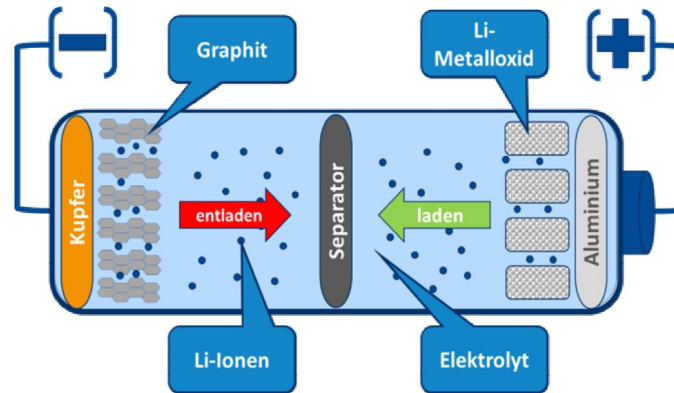 Graphit
Li-
Metalloxid
Kupfer
entladen
Separator
laden
Aluminium
Li-Ionen
Elektrolyt